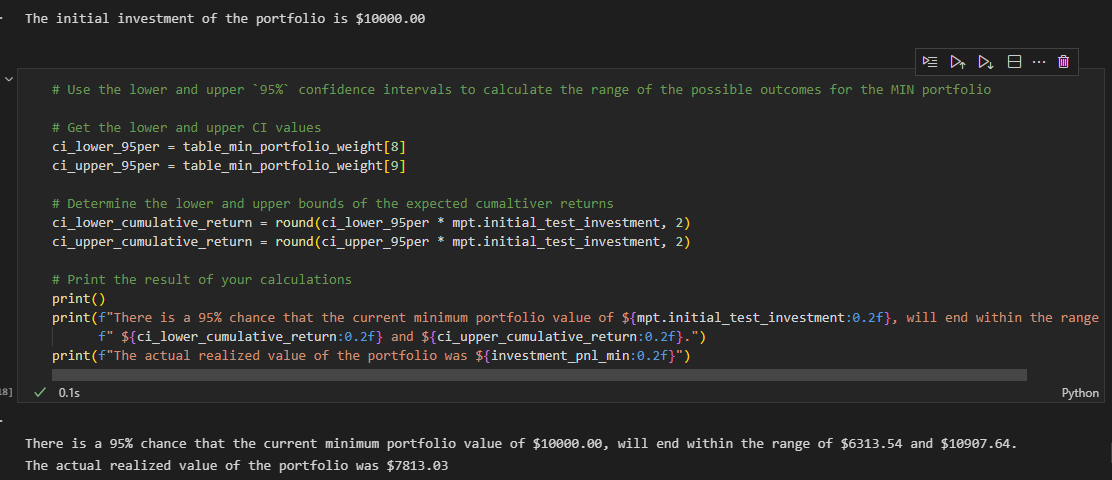 The initial investment of the portfolio is $10000.00
# Use the lower and upper `95%` confidence intervals to calculate the range of the possible outcomes for the MIN portfolio
# Get the lower and upper CI values
ci_lower_95per = table_min_portfolio_weight[8]
ci_upper_95per = table_min_portfolio_weight[9]
# Determine the lower and upper bounds of the expected cumaltiver returns
ci_lower_cumulative_return = round(ci_lower_95per * mpt.initial_test_investment, 2)
ci_upper_cumulative_return = round(ci_upper_95per * mpt.initial_test_investment, 2)
# Print the result of your calculations
print()
print(f"There is a 95% chance that the current minimum portfolio value of ${mpt.initial_test_investment:0.2f}, will end within the range
f" ${ci_lower_cumulative_return:0.2f} and ${ci_upper_cumulative_return:0.2f}.")
print(f"The actual realized value of the portfolio was ${investment_pnl_min:0.2f}")
18] 0.1s Python
There is a 95% chance that the current minimum portfolio value of $10000.00, will end within the range of $6313.54 and $10907.64.
The actual realized value of the portfolio was $7813.03